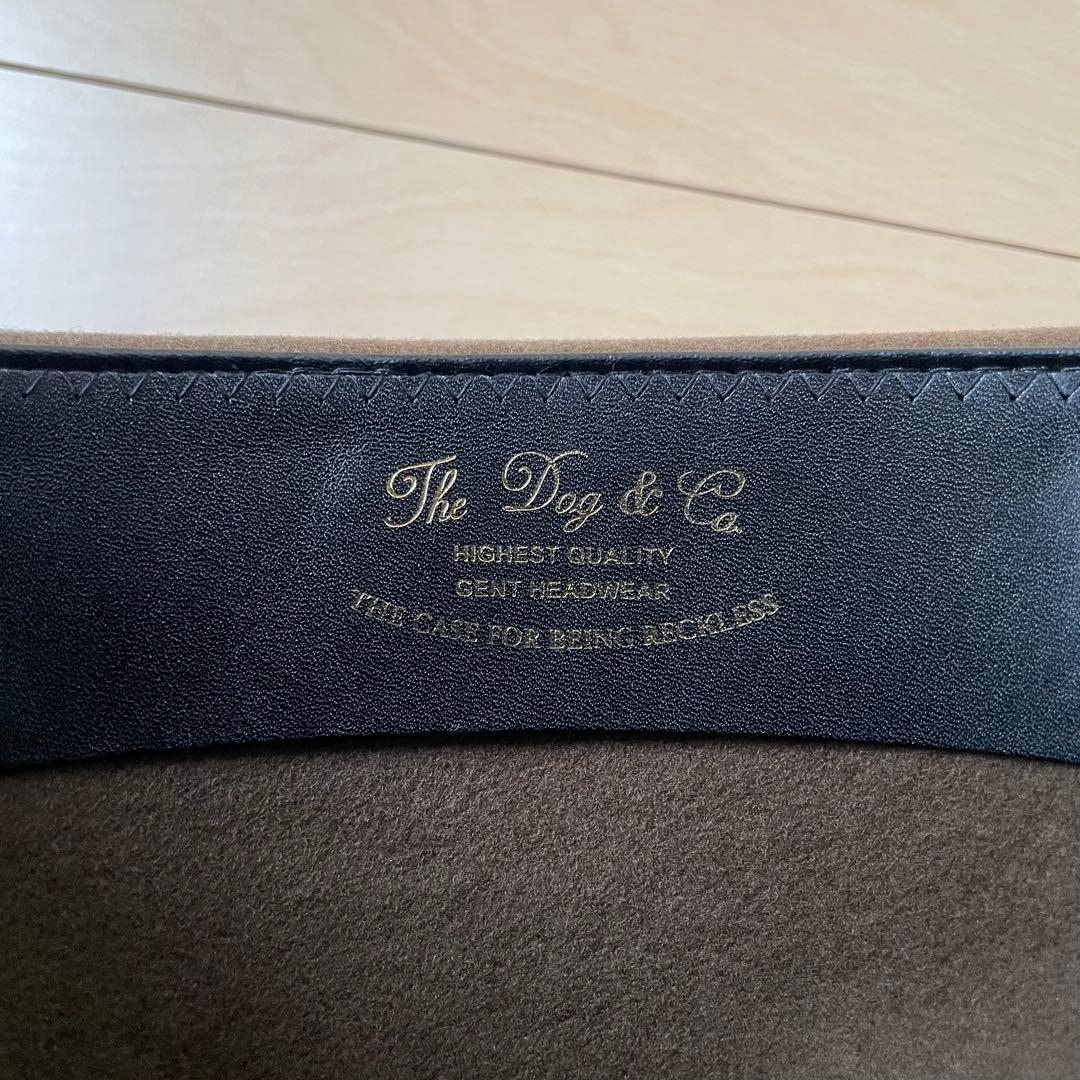 The Dog & Co.
HIGHEST QUALITY
GENT HEADWEAR
THE CASE FOR BEING RECKLESS